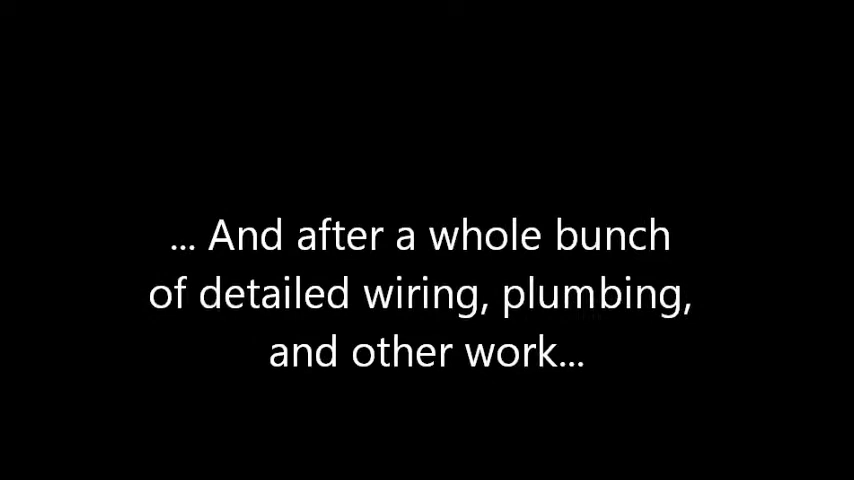 ... And after a whole bunch
of detailed wiring, plumbing,
and other work...